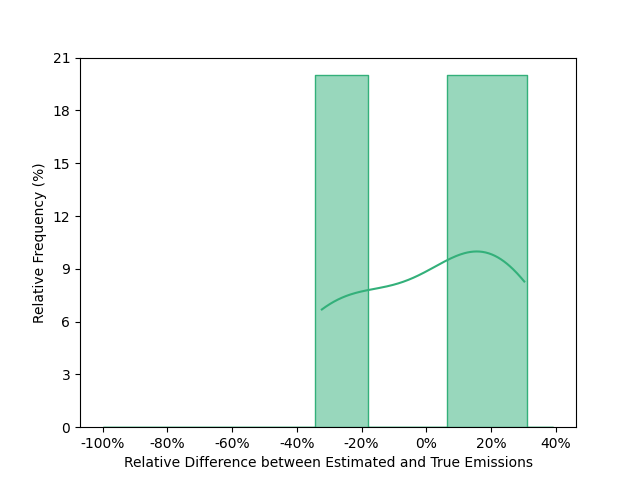 21
18
15
12
9
6
3
0
Relative Frequency (%)
-100% -80% -60% -40% -20% 0% 20% 40%
Relative Difference between Estimated and True Emissions